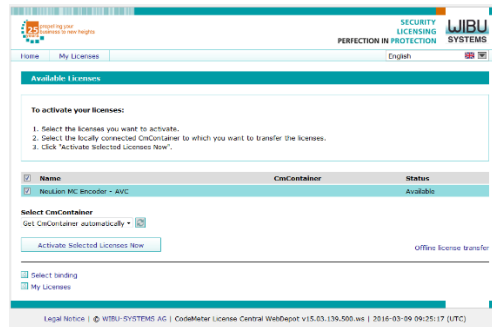 25 years
propelling your
business to new heights
SECURITY
LICENSING
PERFECTION IN PROTECTION
WIBU
SYSTEMS
Home My Licenses English
Available Licenses
To activate your licenses:
1. Select the licenses you want to activate.
2. Select the locally connected CmContainer to which you want to transfer the licenses.
3. Click "Activate Selected Licenses Now".
Name CmContainer Status
NeuLion MC Encoder - AVC Available
Select CmContainer
Get CmContainer automatically
Activate Selected Licenses Now Offline license transfer
Select binding
My Licenses
Legal Notice | © WIBU-SYSTEMS AG | CodeMeter License Central WebDepot v15.03.139.500.ws | 2016-03-09 09:25:17 (UTC)